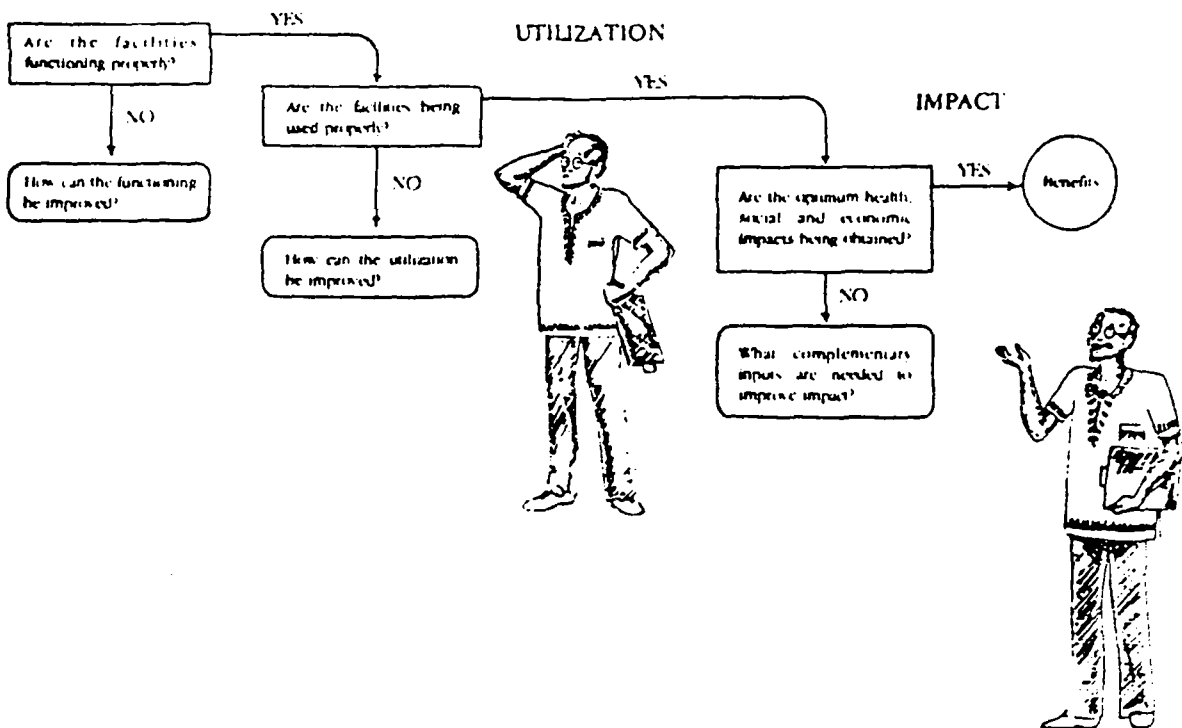 YES
UTILIZATION
Are the facilities
functioning properly?
YES
IMPACT
NO
Are the facilities being
used properly?
How can the functioning
be improved?
NO
Are the optimum health,
social and economic
impacts being obtained?
YES
Benefits
How can the utilization
be improved?
NO
What complementary
inputs are needed to
improve impact?